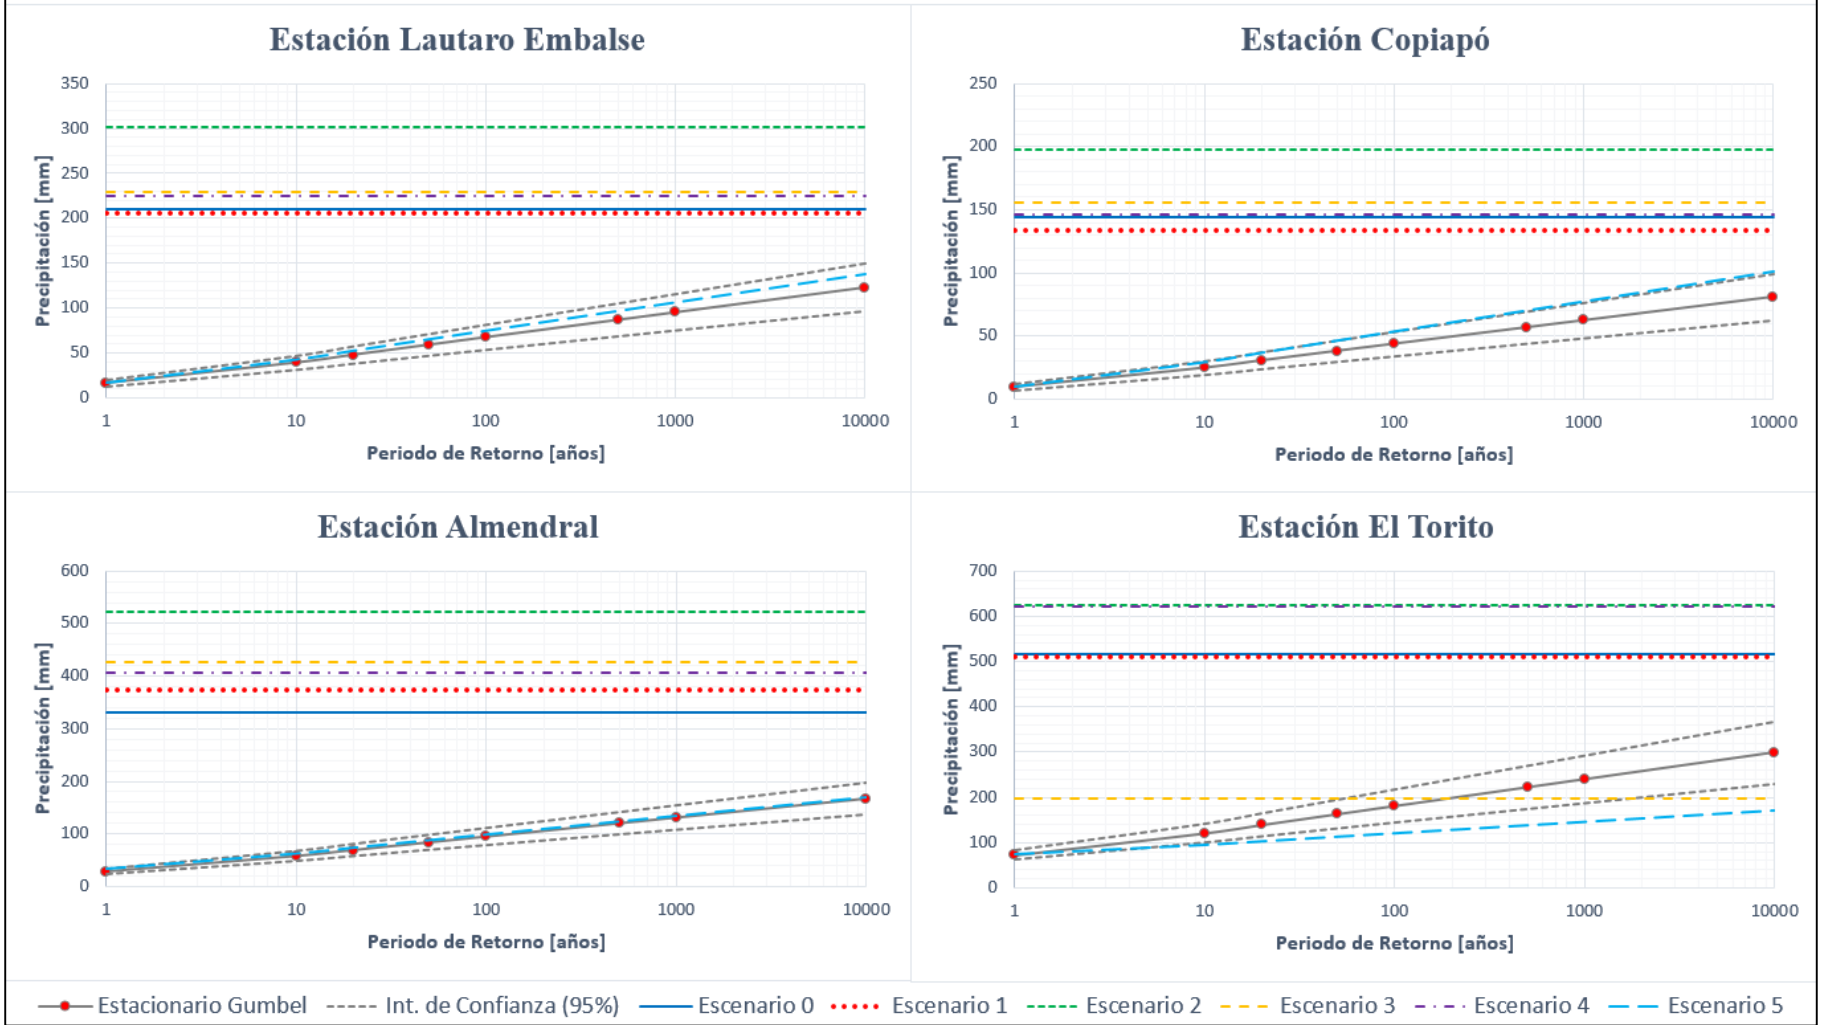 Estación Lautaro Embalse
Precipitación [mm]
350
300
250
200
150
100
50
0
1 10 100 1000 10000
Periodo de Retorno [años]
Estación Copiapó
Precipitación [mm]
250
200
150
100
50
0
1 10 100 1000 10000
Periodo de Retorno [años]
Estación Almendral
Precipitación [mm]
600
500
400
300
200
100
0
1 10 100 1000 10000
Periodo de Retorno [años]
Estación El Torito
Precipitación [mm]
700
600
500
400
300
200
100
0
1 10 100 1000 10000
Periodo de Retorno [años]
Estacionario Gumbel Int. de Confianza (95%) Escenario 0 Escenario 1 Escenario 2 Escenario 3 Escenario 4 Escenario 5